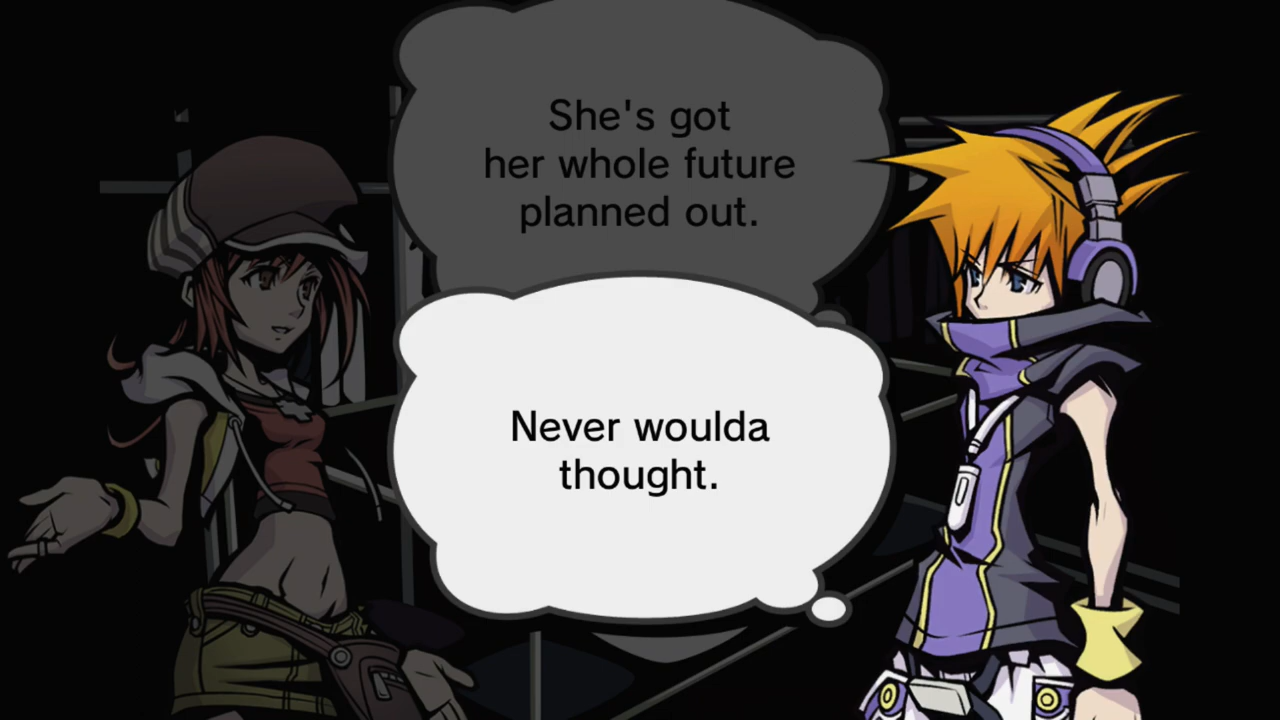 She's got
her whole future
planned out.
Never woulda
thought.